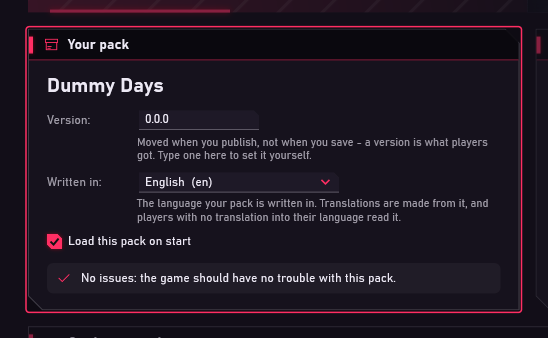 Your pack
Dummy Days
Version:
0.0.0
Moved when you publish, not when you save - a version is what players
got. Type one here to set it yourself.
Written in:
English (en)
The language your pack is written in. Translations are made from it, and
players with no translation into their language read it.
Load this pack on start
No issues: the game should have no trouble with this pack.